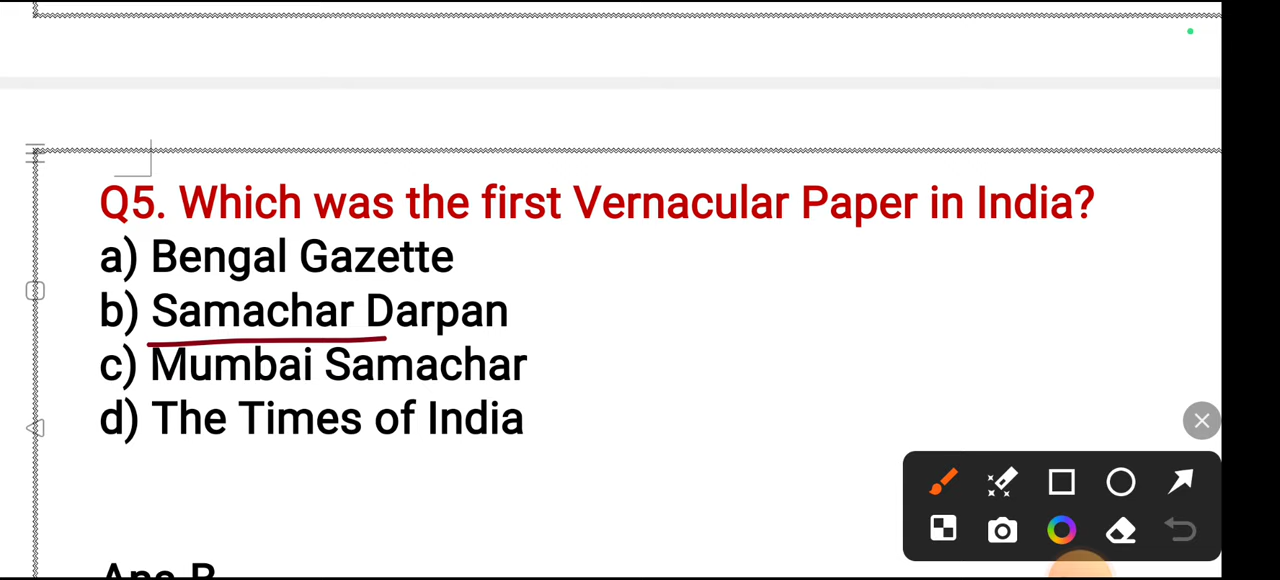 Q5. Which was the first Vernacular Paper in India?
a) Bengal Gazette
b) Samachar Darpan
c) Mumbai Samachar
d) The Times of India
Ans.B